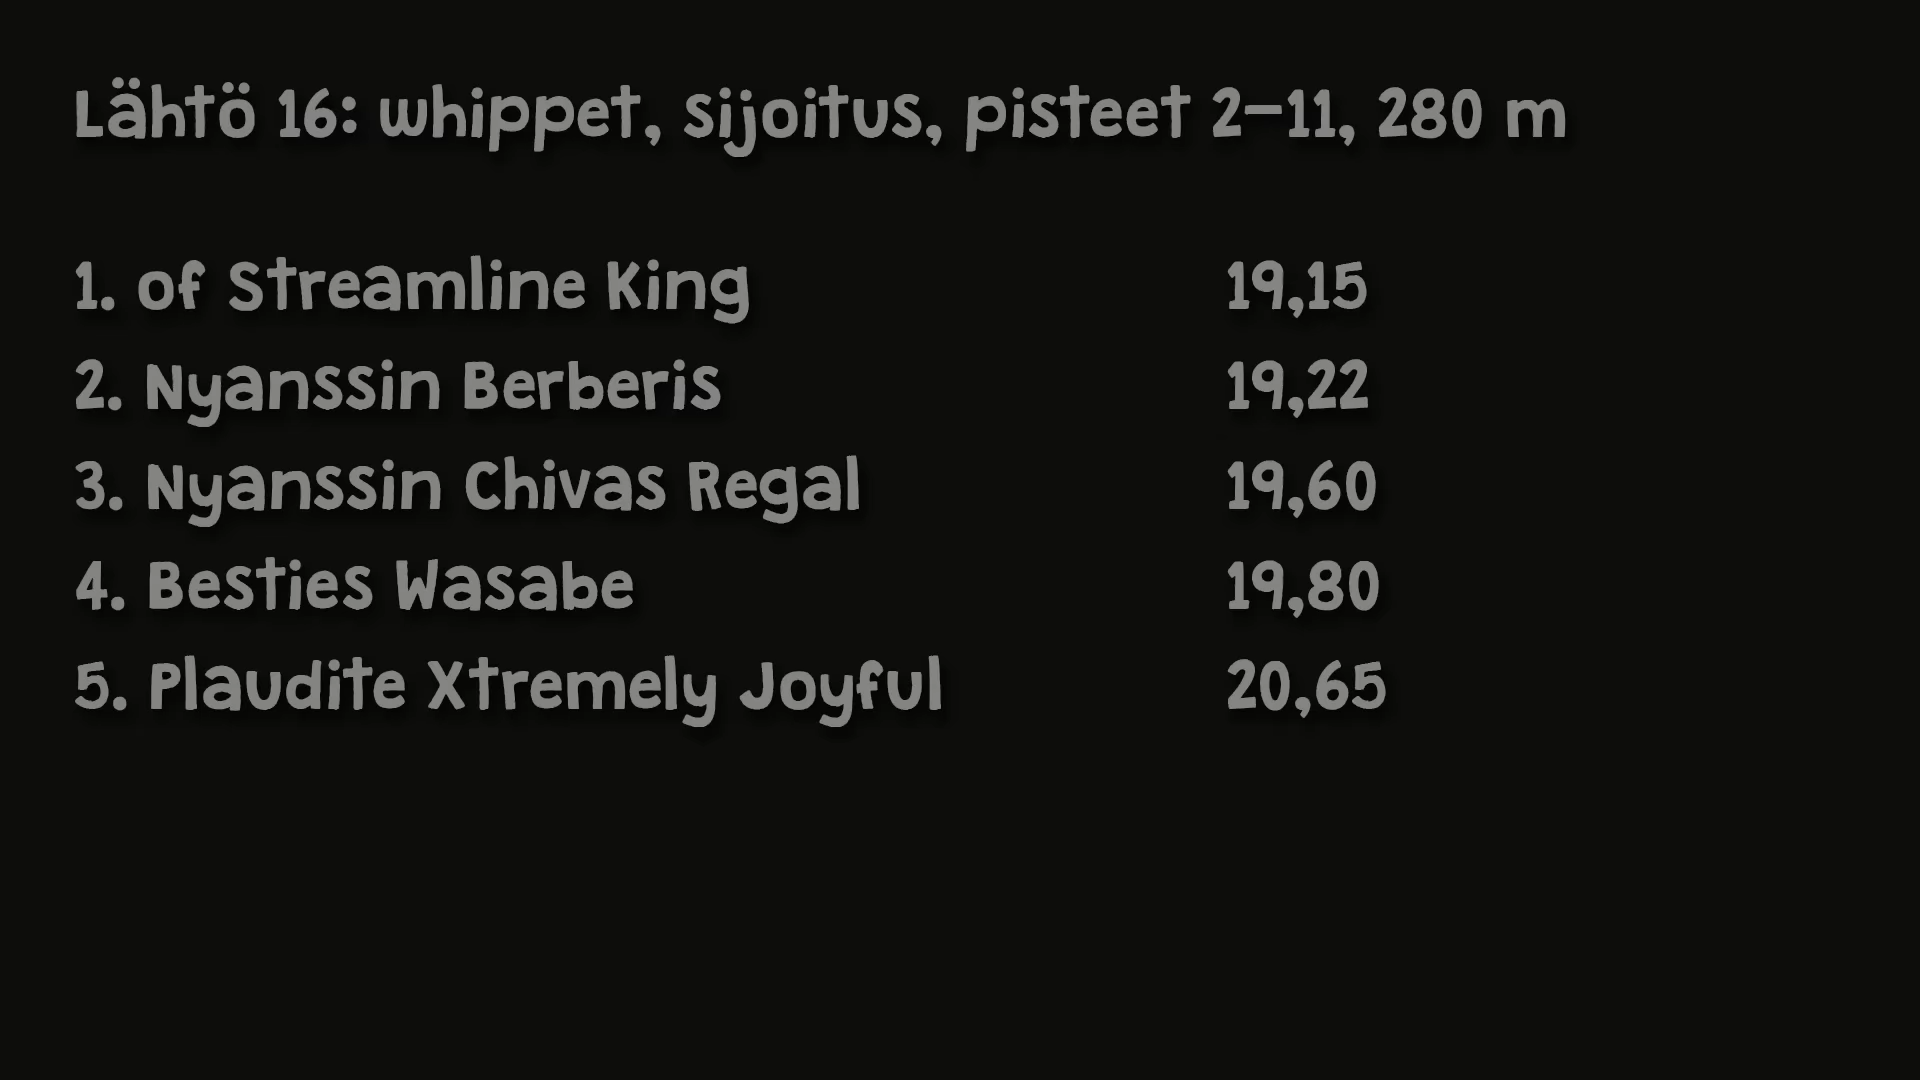 Lähtö 16: whippet, sijoitus, pisteet 2–11, 280 m
1. of Streamline King 19,15
2. Nyanssin Berberis 19,22
3. Nyanssin Chivas Regal 19,60
4. Besties Wasabe 19,80
5. Plaudite Xtremely Joyful 20,65